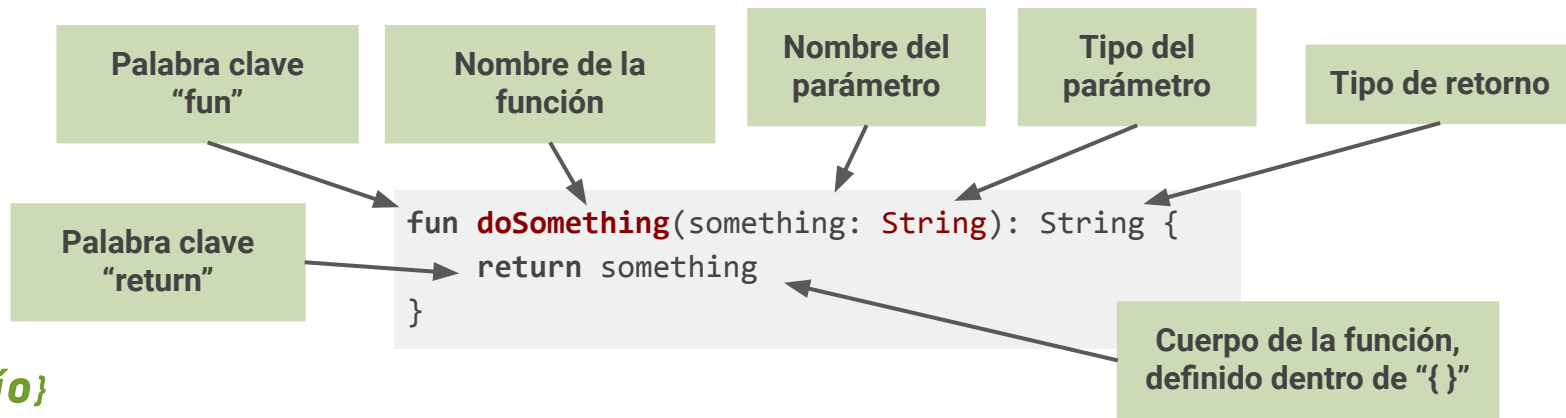 Palabra clave
“fun”
Nombre de la
función
Nombre del
parámetro
Tipo del
parámetro
Tipo de retorno
Palabra clave
“return”
fun doSomething(something: String): String {
return something
}
Cuerpo de la función,
definido dentro de “{ }”
ío}